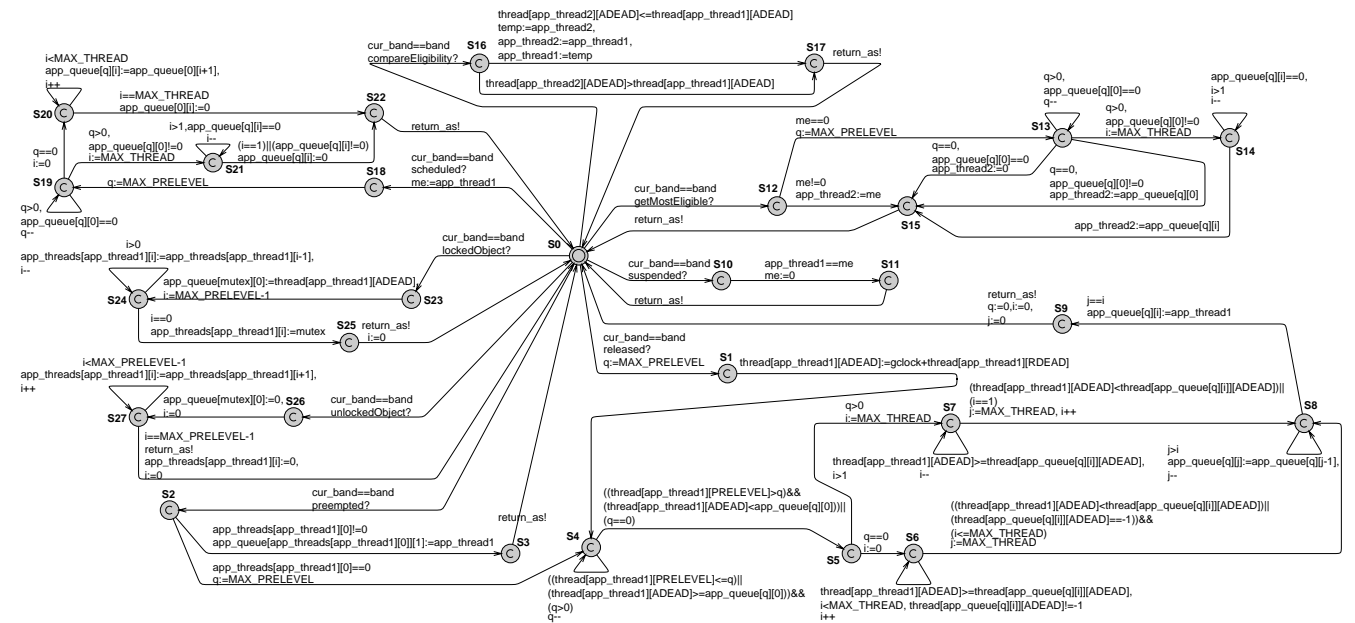 thread[app_thread2][ADEAD]<=thread[app_thread1][ADEAD]
temp:=app_thread2,
app_thread2:=app_thread1,
app_thread1:=temp
cur_band==band
compareEligibility?
S16
S17
return_as!
thread[app_thread2][ADEAD]>thread[app_thread1][ADEAD]
i<MAX_THREAD
app_queue[q][i]:=app_queue[0][i+1],
i++
S20
i==MAX_THREAD
app_queue[0][i]:=0
S22
return_as!
q==0
i:=0
q>0,
app_queue[q][0]!=0
i:=MAX_THREAD
i>1,app_queue[q][i]==0
i--
S21
(i==1)||(app_queue[q][i]!=0)
app_queue[q][i]:=0
S19
q:=MAX_PRELEVEL
S18
cur_band==band
scheduled?
me:=app_thread1
q>0,
app_queue[q][0]==0
q--
me==0
q:=MAX_PRELEVEL
q>0,
app_queue[q][0]==0
q--
S13
q>0,
app_queue[q][0]!=0
i:=MAX_THREAD
app_queue[q][i]==0,
i>1
i--
S14
q==0,
app_queue[q][0]==0
app_thread2:=0
q==0,
app_queue[q][0]!=0
app_thread2:=app_queue[q][0]
cur_band==band
getMostEligible?
S12
me!=0
app_thread2:=me
S15
return_as!
app_thread2:=app_queue[q][i]
S0
cur_band==band
lockedObject?
i>0
app_threads[app_thread1][i]:=app_threads[app_thread1][i-1],
i--
S24
app_queue[mutex][0]:=thread[app_thread1][ADEAD]
i:=MAX_PRELEVEL-1
S23
i==0
app_threads[app_thread1][i]:=mutex
S25
return_as!
i:=0
cur_band==band
suspended?
S10
app_thread1==me
me:=0
S11
return_as!
return_as!
q:=0,i:=0,
j:=0
S9
j==i
app_queue[q][i]:=app_thread1
cur_band==band
released?
q:=MAX_PRELEVEL
S1
thread[app_thread1][ADEAD]:=gclock+thread[app_thread1][RDEAD]
i<MAX_PRELEVEL-1
app_threads[app_thread1][i]:=app_threads[app_thread1][i+1],
i++
S27
app_queue[mutex][0]:=0,
i:=0
S26
cur_band==band
unlockedObject?
i==MAX_PRELEVEL-1
return_as!
app_threads[app_thread1][i]:=0,
i:=0
q>0
i:=MAX_THREAD
S7
(thread[app_thread1][ADEAD]<thread[app_queue[q][i]][ADEAD])||
(i==1)
j:=MAX_THREAD, i++
S8
thread[app_thread1][ADEAD]>=thread[app_queue[q][i]][ADEAD],
i>1
i--
j>i
app_queue[q][j]:=app_queue[q][j-1],
j--
S2
cur_band==band
preempted?
app_threads[app_thread1][0]!=0
app_queue[app_threads[app_thread1][0]][1]:=app_thread1
S3
return_as!
app_threads[app_thread1][0]==0
q:=MAX_PRELEVEL
S4
((thread[app_thread1][PRELEVEL]>q)&&
(thread[app_thread1][ADEAD]<app_queue[q][0]))||
(q==0)
((thread[app_thread1][PRELEVEL]<=q)||
(thread[app_thread1][ADEAD]>=app_queue[q][0]))&&
(q>0)
q--
S5
q==0
i:=0
S6
((thread[app_thread1][ADEAD]<thread[app_queue[q][i]][ADEAD])||
(thread[app_queue[q][i]][ADEAD]==-1))&&
(i<=MAX_THREAD)
j:=MAX_THREAD
thread[app_thread1][ADEAD]>=thread[app_queue[q][i]][ADEAD],
i<MAX_THREAD, thread[app_queue[q][i]][ADEAD]!=-1
i++